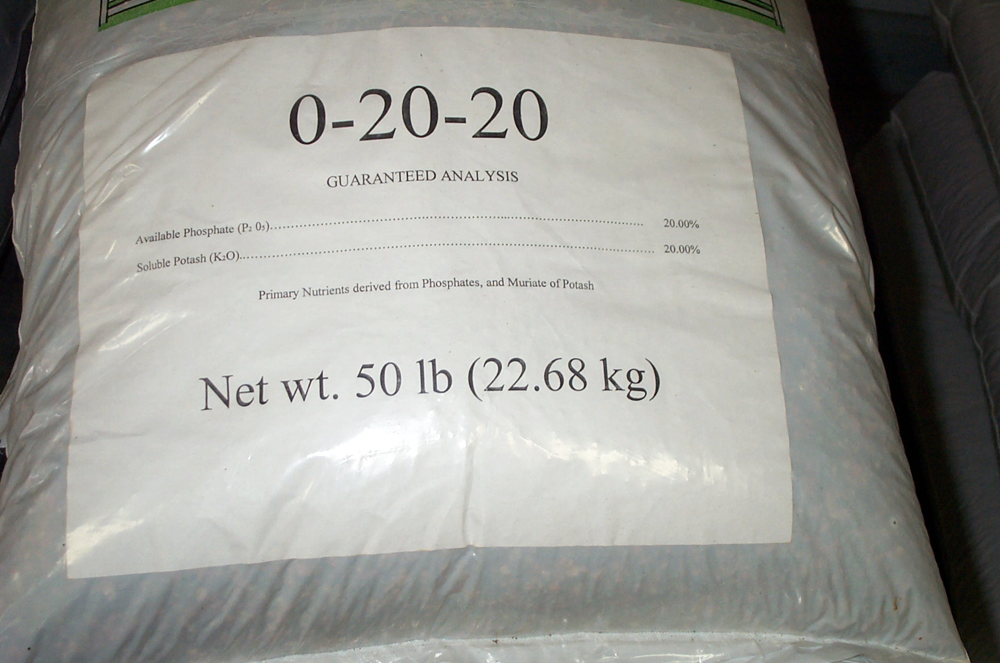 0-20-20
GUARANTEED ANALYSIS
Available Phosphate (P₂ 0₅)........................................................................................................ 20.00%
Soluble Potash (K₂O)................................................................................................................ 20.00%
Primary Nutrients derived from Phosphates, and Muriate of Potash
Net wt. 50 lb (22.68 kg)